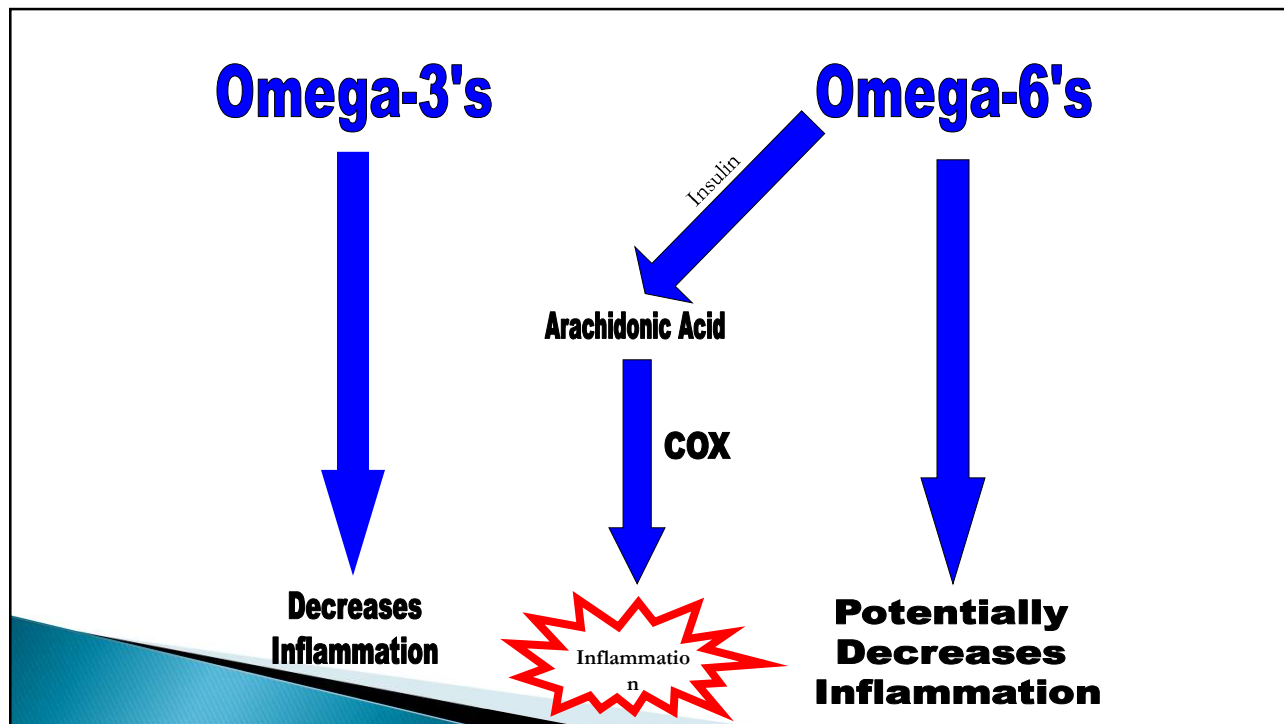 Omega-3's
Omega-6's
Insulin
Arachidonic Acid
COX
Decreases
Inflammation
Inflammatio
n
Potentially
Decreases
Inflammation